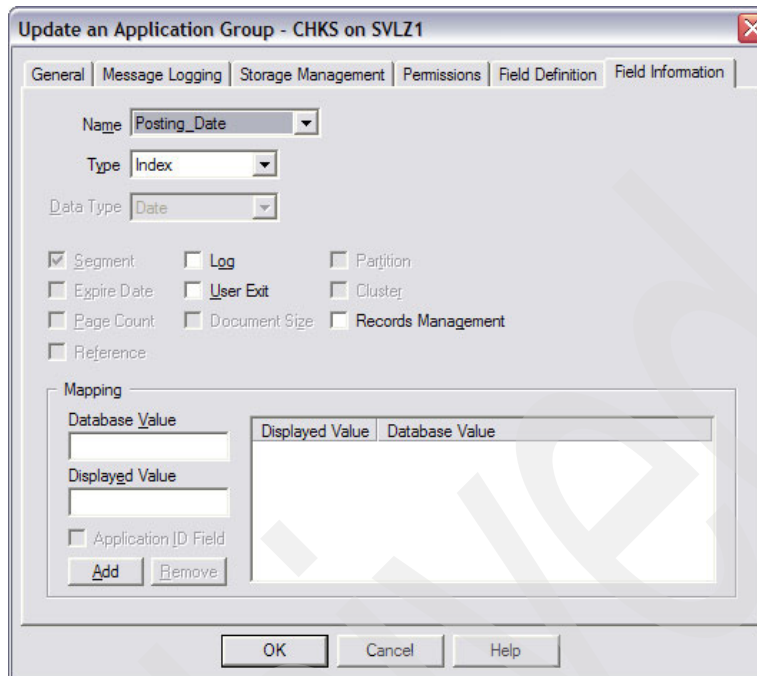 Update an Application Group - CHKS on SVLZ1
General Message Logging Storage Management Permissions Field Definition Field Information
Name Posting_Date
Type Index
Data Type Date
Segment Log Partition
Expire Date User Exit Cluster
Page Count Document Size Records Management
Reference
Mapping
Database Value
Displayed Value Database Value
Displayed Value
Application ID Field
Add Remove
OK Cancel Help